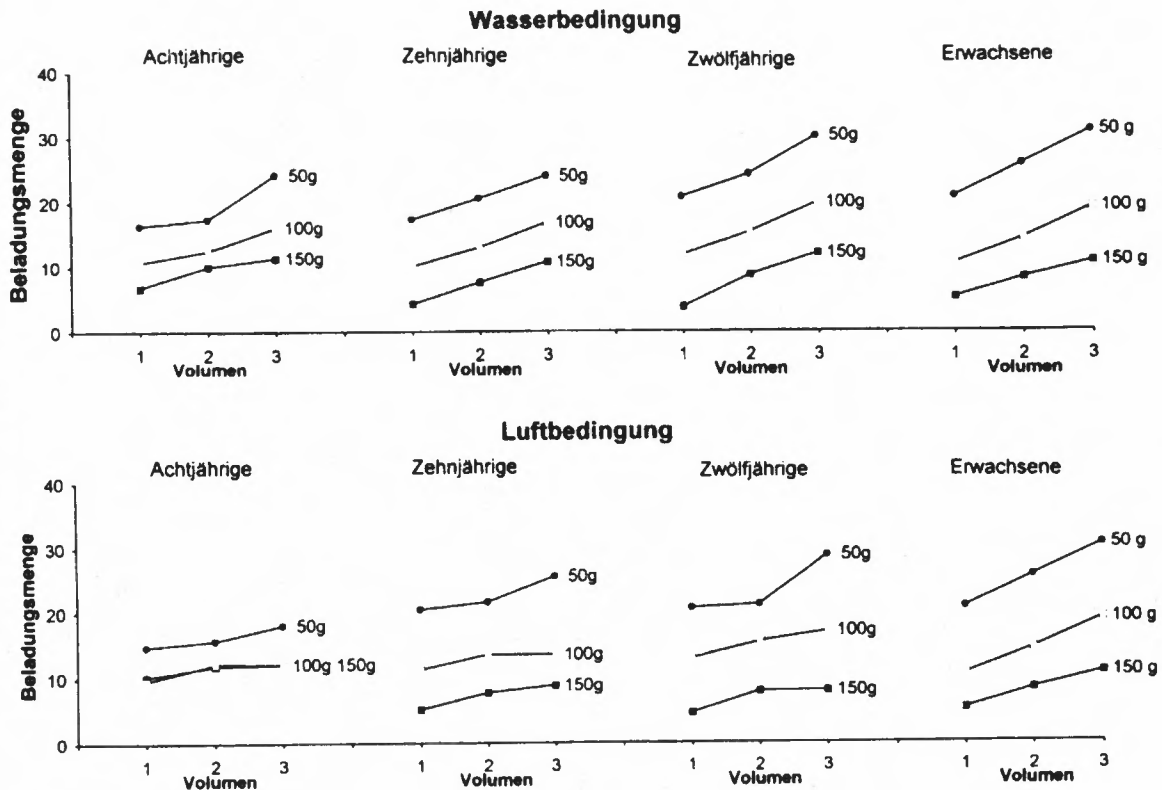 Wasserbedingung
Achtjährige Zehnjährige Zwölfjährige Erwachsene
Beladungsmenge
40
30
20
10
0
50g
100g
150g
50g
100g
150g
50g
100g
150g
50 g
100 g
150 g
1 2 3 1 2 3 1 2 3 1 2 3
Volumen Volumen Volumen Volumen
Luftbedingung
Achtjährige Zehnjährige Zwölfjährige Erwachsene
Beladungsmenge
40
30
20
10
0
50g
100g 150g
50g
100g
150g
50g
100g
150g
50 g
100 g
150 g
1 2 3 1 2 3 1 2 3 1 2 3
Volumen Volumen Volumen Volumen